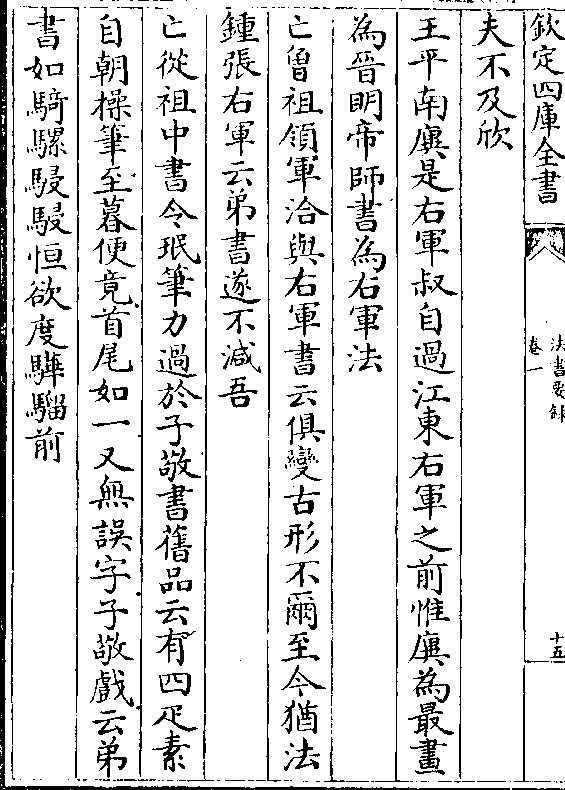 欽定四庫全書
法書要錄
卷一
十五
夫不及欣
王平南廙是右軍叔自過江東右軍之前惟廙為最畫
為晉明帝師書為右軍法
亡曾祖領軍洽與右軍書云俱變古形不爾至今猶法
鍾張右軍云弟書遂不減吾
亡從祖中書令珉筆力過於子敬書舊品云有四疋素
自朝操筆至暮便竟首尾如一又無誤字子敬戲云弟
書如騎騾駸駸恒欲度驊騮前